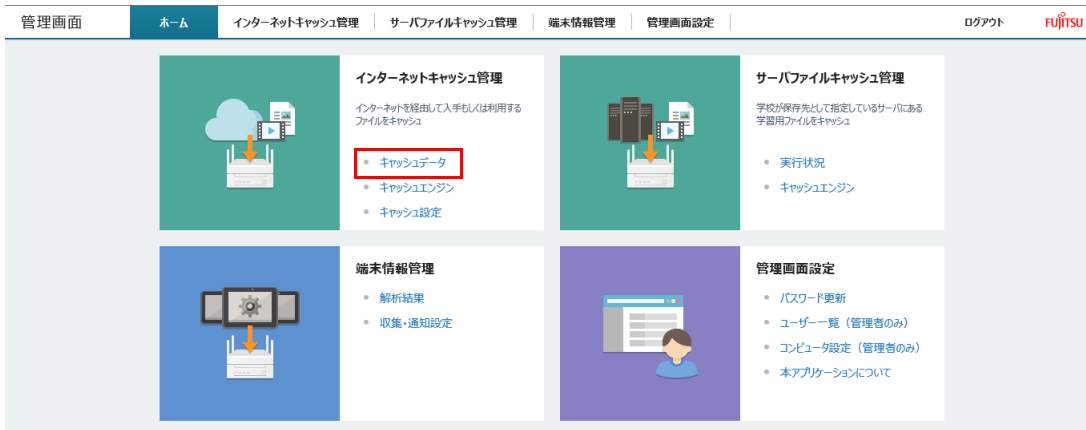 管理画面
ホーム
インターネットキャッシュ管理
サーバファイルキャッシュ管理
端末情報管理
管理画面設定
ログアウト
FUJITSU
インターネットキャッシュ管理
インターネットを経由して入手もしくは利用する
ファイルをキャッシュ
キャッシュデータ
キャッシュエンジン
キャッシュ設定
サーバファイルキャッシュ管理
学校が保存先として指定しているサーバにある
学習用ファイルをキャッシュ
実行状況
キャッシュエンジン
端末情報管理
解析結果
収集・通知設定
管理画面設定
パスワード更新
ユーザー一覧（管理者のみ）
コンピュータ設定（管理者のみ）
本アプリケーションについて